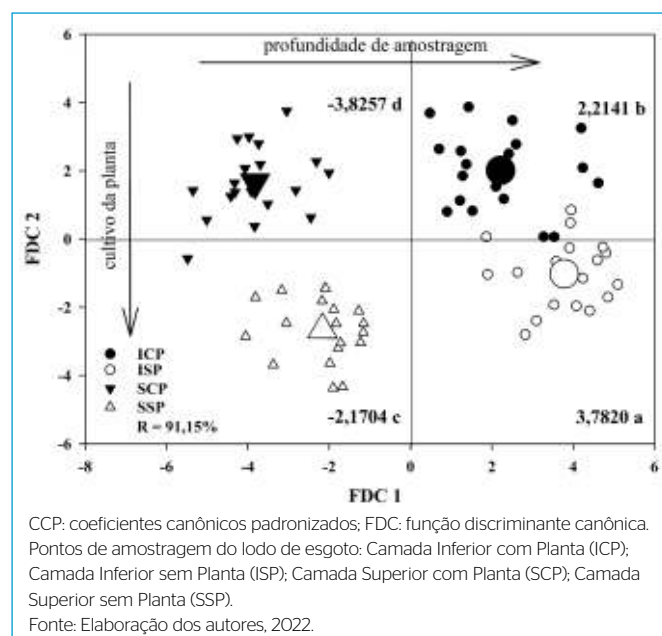 6
profundidade de amostragem
-3,8257 d
2,2141 b
4
2
FDC 2
cultivo da planta
0
-2
ICP
ISP
SCP
SSP
R = 91,15%
-4
-2,1704 c
3,7820 a
-6
-8 -6 -4 -2 0 2 4 6
FDC 1
CCP: coeficientes canônicos padronizados; FDC: função discriminante canônica.
Pontos de amostragem do lodo de esgoto: Camada Inferior com Planta (ICP);
Camada Inferior sem Planta (ISP); Camada Superior com Planta (SCP); Camada
Superior sem Planta (SSP).
Fonte: Elaboração dos autores, 2022.